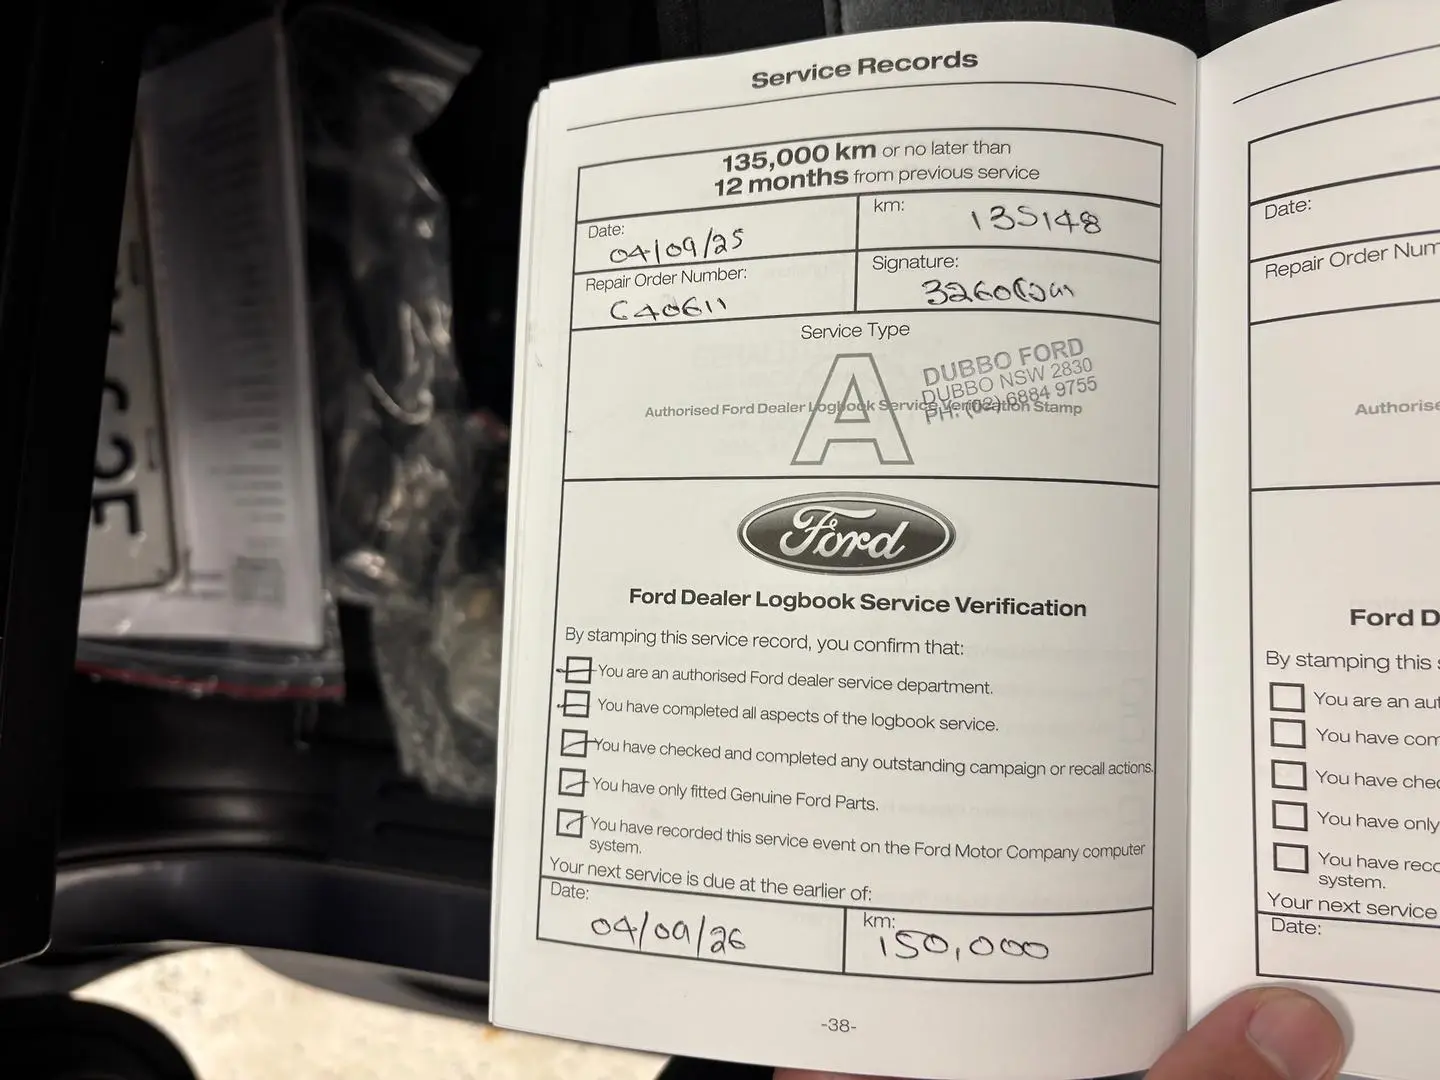 Service Records
135,000 km or no later than
12 months from previous service
Date:
04/09/25
km:
135148
Repair Order Number:
C40611
Signature:
Service Type
A
Authorised Ford Dealer Logbook Service Verification Stamp
DUBBO FORD
DUBBO NSW 2830
PH: (02) 6884 9755
Ford
Ford Dealer Logbook Service Verification
By stamping this service record, you confirm that:
You are an authorised Ford dealer service department.
You have completed all aspects of the logbook service.
You have checked and completed any outstanding campaign or recall actions.
You have only fitted Genuine Ford Parts.
You have recorded this service event on the Ford Motor Company computer
system.
Your next service is due at the earlier of:
Date:
04/09/26
km:
150,000
-38-
Date:
Repair Order Num
Authorise
Ford D
By stamping this
You are an aut
You have com
You have chec
You have only
You have reco
system.
Your next service
Date: